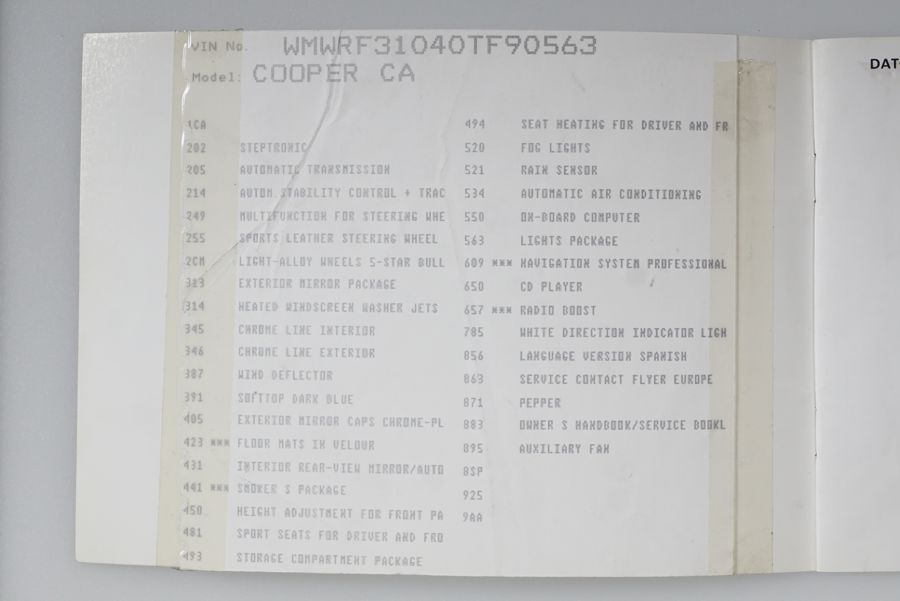 VIN No. WMWRF31040TF90563
Model: COOPER CA
DAT
1CA
202 STEPTRONIC
205 AUTOMATIC TRANSMISSION
214 AUTOM.STABILITY CONTROL + TRAC
249 MULTIFUNCTION FOR STEERING WHE
255 SPORTS LEATHER STEERING WHEEL
2CM LIGHT-ALLOY WHEELS 5-STAR BULL
313 EXTERIOR MIRROR PACKAGE
314 HEATED WINDSCREEN WASHER JETS
345 CHROME LINE INTERIOR
346 CHROME LINE EXTERIOR
387 WIND DEFLECTOR
391 SOFTTOP DARK BLUE
405 EXTERIOR MIRROR CAPS CHROME-PL
423 *** FLOOR MATS IN VELOUR
431 INTERIOR REAR-VIEW MIRROR/AUTO
441 *** SMOKER S PACKAGE
450 HEIGHT ADJUSTMENT FOR FRONT PA
481 SPORT SEATS FOR DRIVER AND FRO
493 STORAGE COMPARTMENT PACKAGE
494 SEAT HEATING FOR DRIVER AND FR
520 FOG LIGHTS
521 RAIN SENSOR
534 AUTOMATIC AIR CONDITIONING
550 ON-BOARD COMPUTER
563 LIGHTS PACKAGE
609 *** NAVIGATION SYSTEM PROFESSIONAL
650 CD PLAYER
657 *** RADIO BOOST
785 WHITE DIRECTION INDICATOR LIGH
856 LANGUAGE VERSION SPANISH
863 SERVICE CONTACT FLYER EUROPE
871 PEPPER
883 OWNER S HANDBOOK/SERVICE BOOKL
895 AUXILIARY FAN
8SP
925
9AA